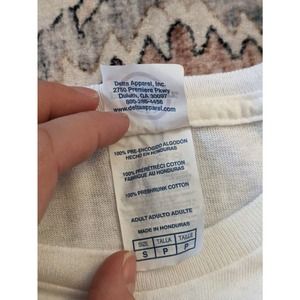 Delta Apparel, Inc.
2750 Premiere Pkwy
Duluth, GA 30097
800-285-4456
www.deltaapparel.com
100% PRE-ENCOGIDO ALGODÓN
HECHO EN HONDURAS
100% PRÉRÉTRÉCI COTON
FABRIQUÉ AU HONDURAS
100% PRESHRUNK COTTON
ADULT ADULTO ADULTE
MADE IN HONDURAS
SIZE TALLA TAILLE
S P P